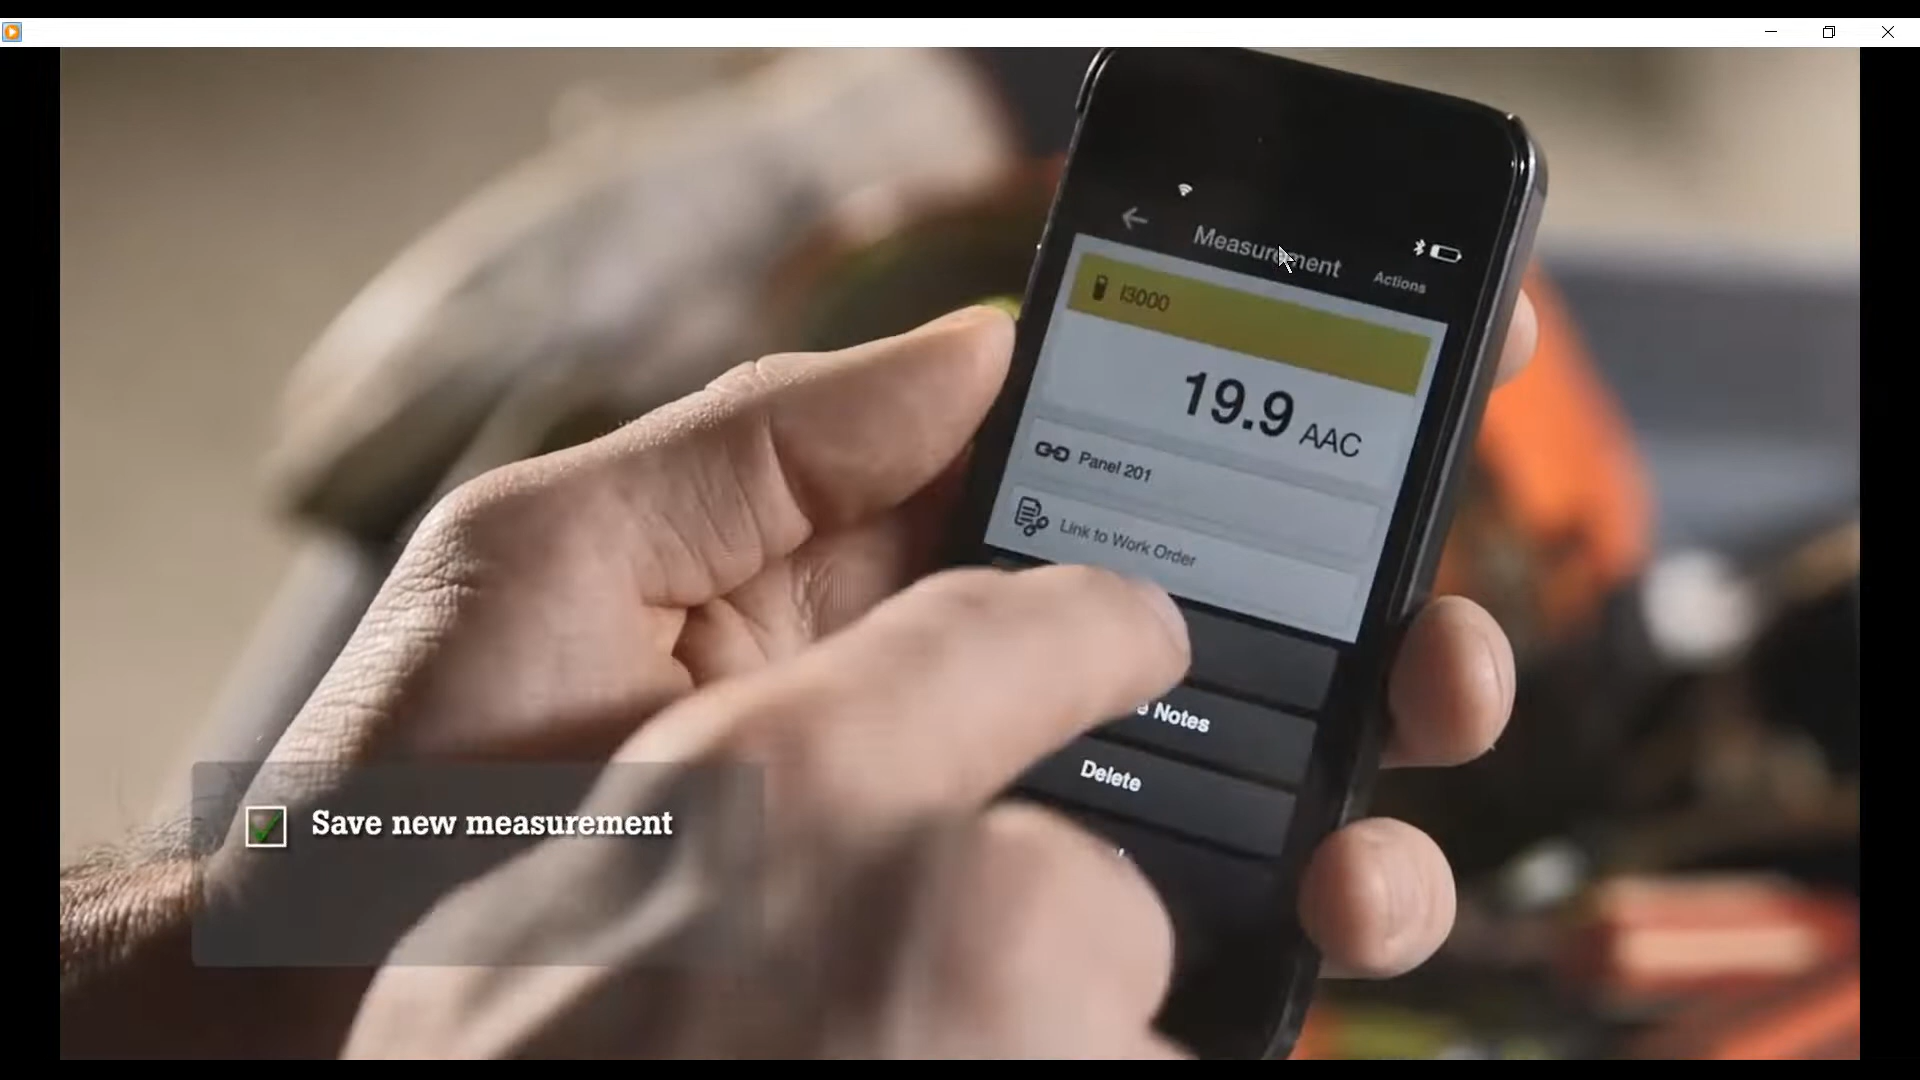 Measurement
Actions
i3000
19.9 AAC
Panel 201
Link to Work Order
Notes
Delete
Save new measurement